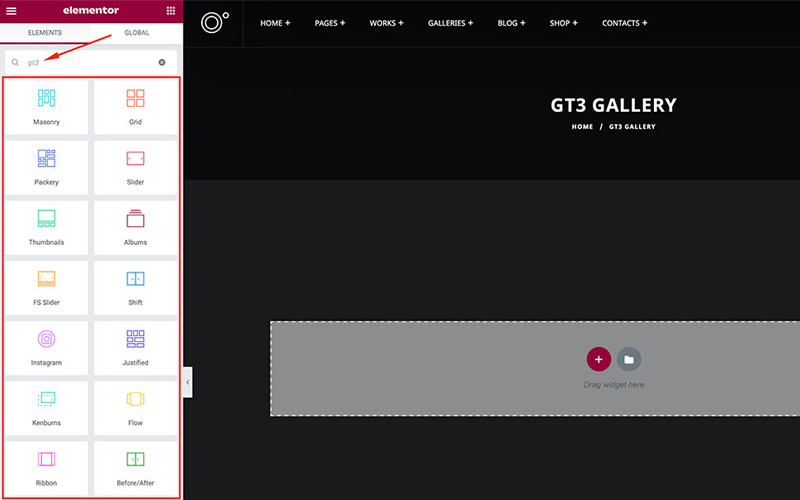 elementor
ELEMENTS GLOBAL
gt3
Masonry Grid
Packery Slider
Thumbnails Albums
FS Slider Shift
Instagram Justified
Kenburns Flow
Ribbon Before/After
HOME + PAGES + WORKS + GALLERIES + BLOG + SHOP + CONTACTS +
GT3 GALLERY
HOME / GT3 GALLERY
Drag widget here